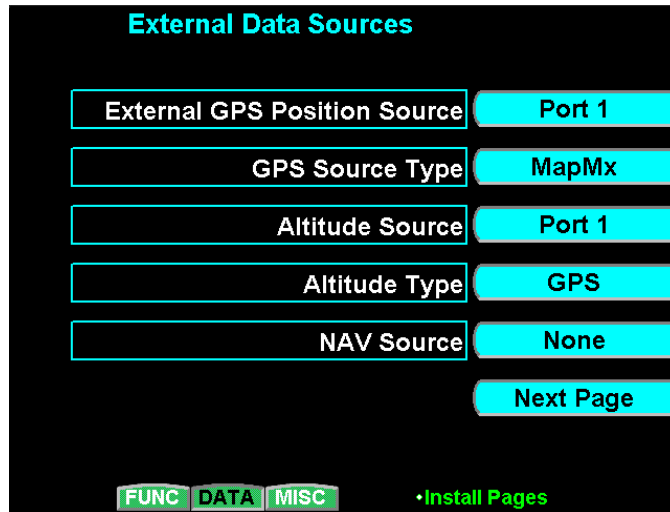 External Data Sources
External GPS Position Source Port 1
GPS Source Type MapMx
Altitude Source Port 1
Altitude Type GPS
NAV Source None
Next Page
FUNC DATA MISC •Install Pages